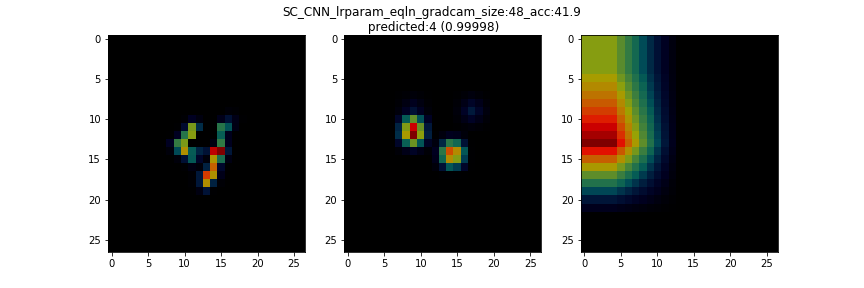 SC_CNN_lrparam_eqln_gradcam_size:48_acc:41.9
predicted:4 (0.99998)
0 0 0
5 5 5
10 10 10
15 15 15
20 20 20
25 25 25
0 5 10 15 20 25 0 5 10 15 20 25 0 5 10 15 20 25